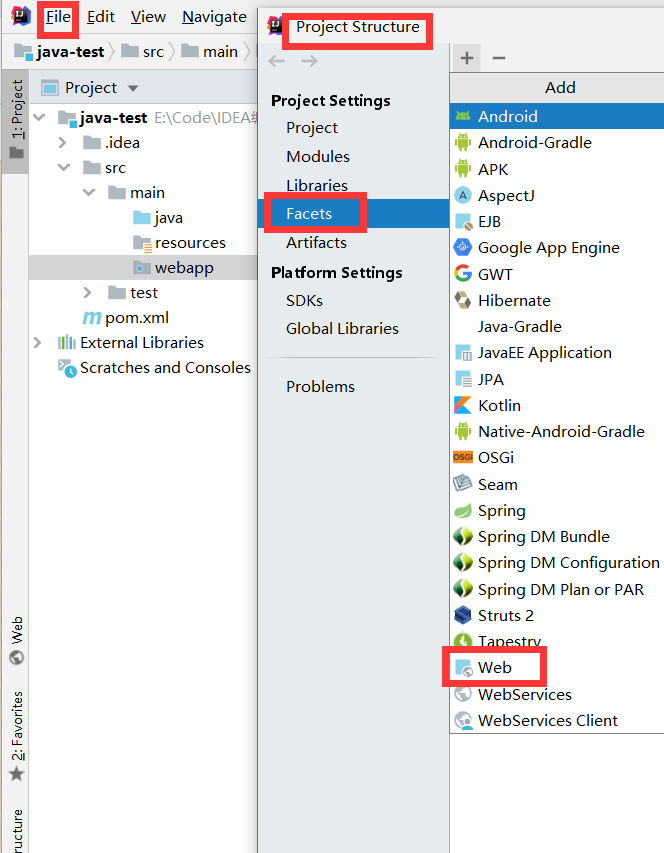 File Edit View Navigate
java-test src main
1: Project
Project
java-test E:\Code\IDEA
.idea
src
main
java
resources
webapp
test
pom.xml
External Libraries
Scratches and Consoles
Web
2: Favorites
ructure
Project Structure
Project Settings
Project
Modules
Libraries
Facets
Artifacts
Platform Settings
SDKs
Global Libraries
Problems
Add
Android
Android-Gradle
APK
AspectJ
EJB
Google App Engine
GWT
Hibernate
Java-Gradle
JavaEE Application
JPA
Kotlin
Native-Android-Gradle
OSGi
Seam
Spring
Spring DM Bundle
Spring DM Configuration
Spring DM Plan or PAR
Struts 2
Tapestry
Web
WebServices
WebServices Client